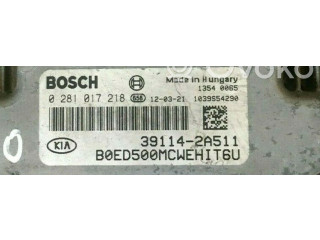 BOSCH
Made in Hungary
1354 0065
0 281 017 218 12-03-21 1039S54290
KIA
39114-2A511
B0ED500MCWEHIT6U
O